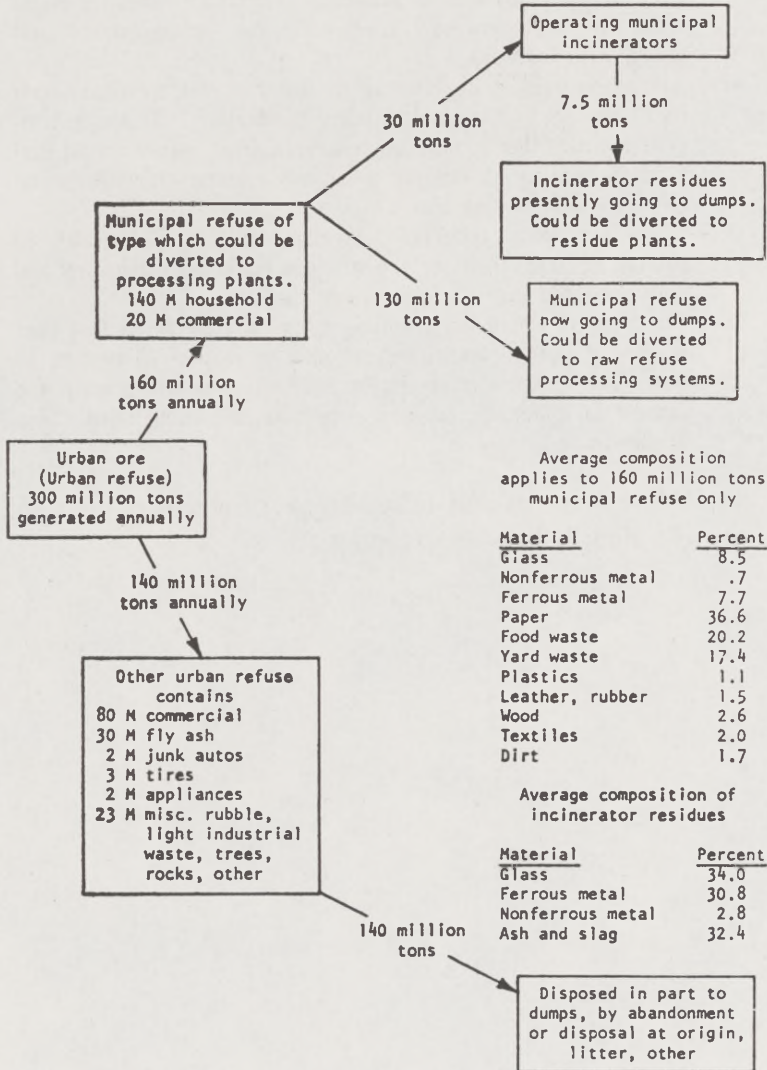 Operating municipal
incinerators
7.5 million
tons
30 million
tons
Incinerator residues
presently going to dumps.
Could be diverted to
residue plants.
Municipal refuse of
type which could be
diverted to
processing plants.
140 M household
20 M commercial
130 million
tons
Municipal refuse
now going to dumps.
Could be diverted
to raw refuse
processing systems.
160 million
tons annually
Urban ore
(Urban refuse)
300 million tons
generated annually
140 million
tons annually
Other urban refuse
contains
80 M commercial
30 M fly ash
2 M junk autos
3 M tires
2 M appliances
23 M misc. rubble,
light industrial
waste, trees,
rocks, other
140 million
tons
Disposed in part to
dumps, by abandonment
or disposal at origin,
litter, other
Average composition
applies to 160 million tons
municipal refuse only
Material Percent
Glass 8.5
Nonferrous metal .7
Ferrous metal 7.7
Paper 36.6
Food waste 20.2
Yard waste 17.4
Plastics 1.1
Leather, rubber 1.5
Wood 2.6
Textiles 2.0
Dirt 1.7
Average composition of
incinerator residues
Material Percent
Glass 34.0
Ferrous metal 30.8
Nonferrous metal 2.8
Ash and slag 32.4